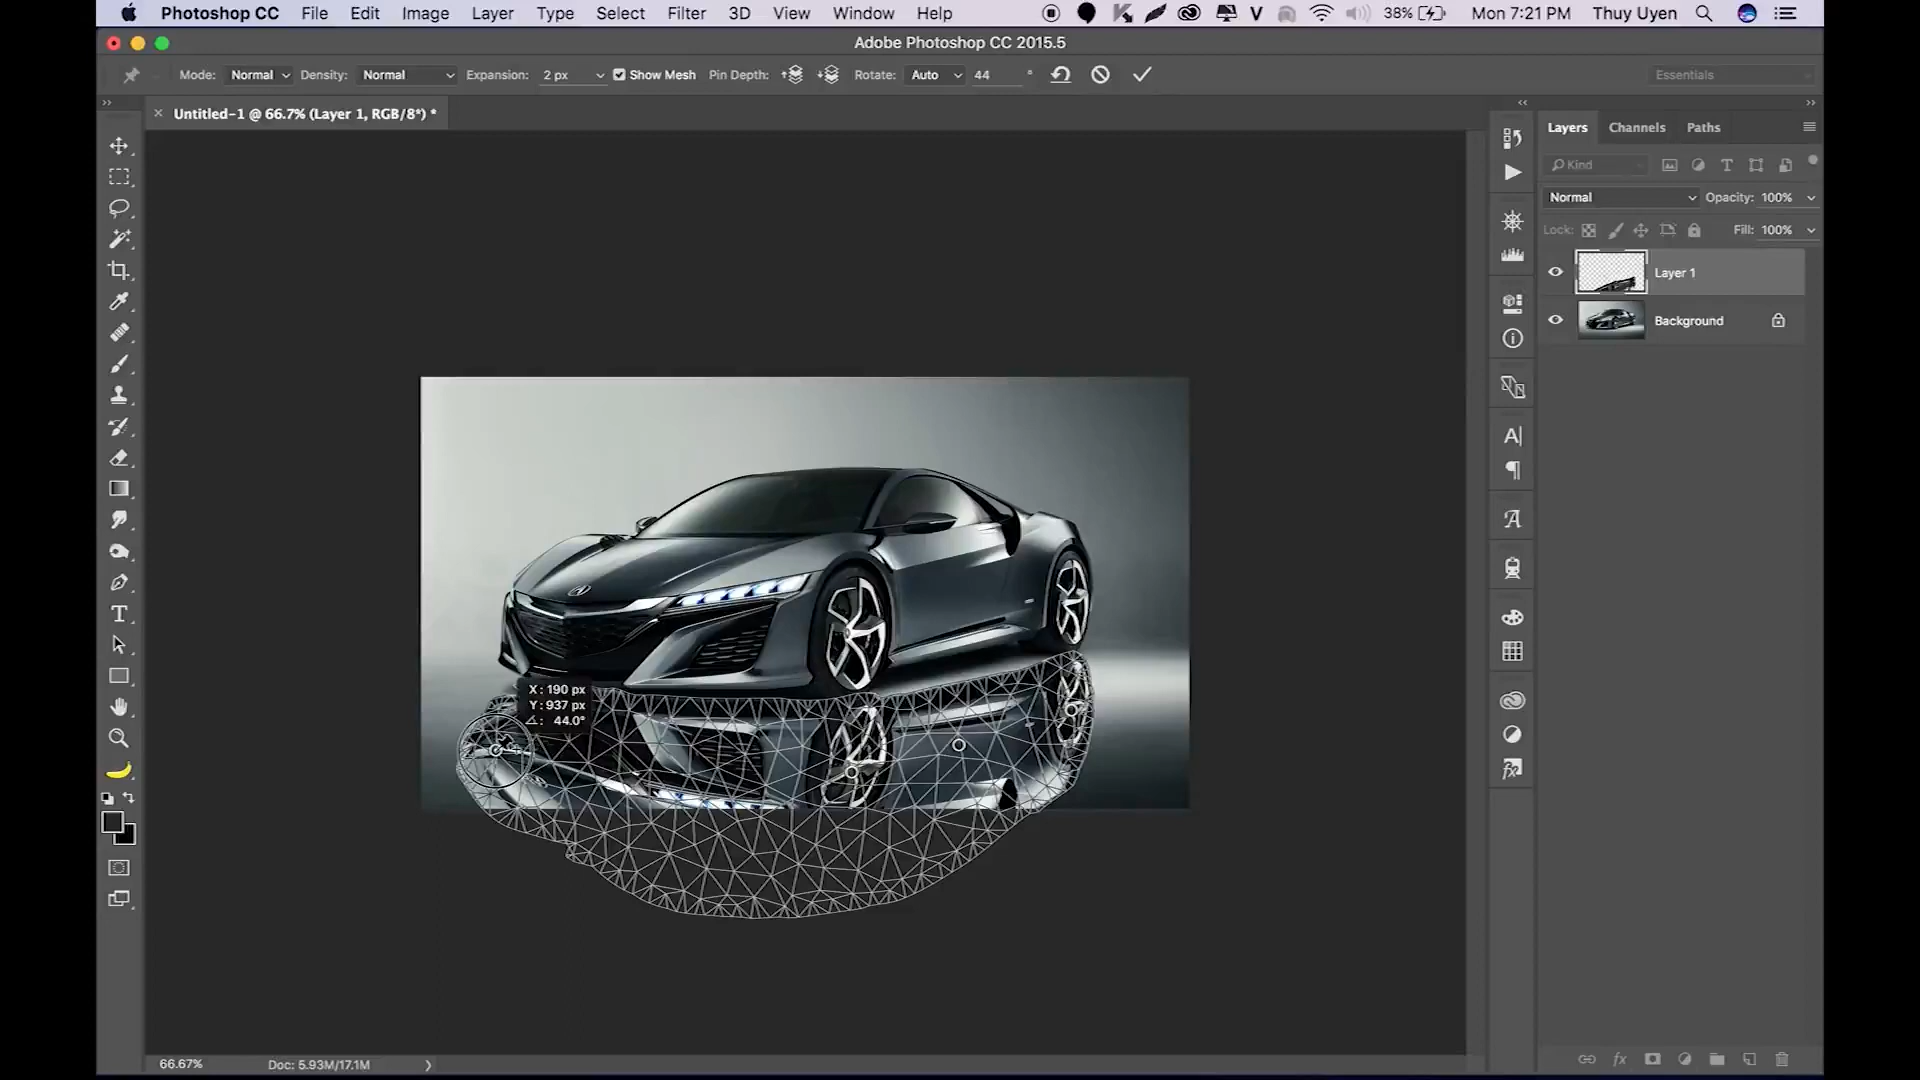 Photoshop CC File Edit Image Layer Type Select Filter 3D View Window Help 38% Mon 7:21 PM Thuy Uyen
Adobe Photoshop CC 2015.5
Mode: Normal Density: Normal Expansion: 2 px Show Mesh Pin Depth: Rotate: Auto 44 ° Essentials
Untitled-1 @ 66.7% (Layer 1, RGB/8*) *
Layers Channels Paths
Kind
Normal Opacity: 100%
Lock: Fill: 100%
Layer 1
Background
X : 190 px
Y : 937 px
44.0°
66.67% Doc: 5.93M/17.1M